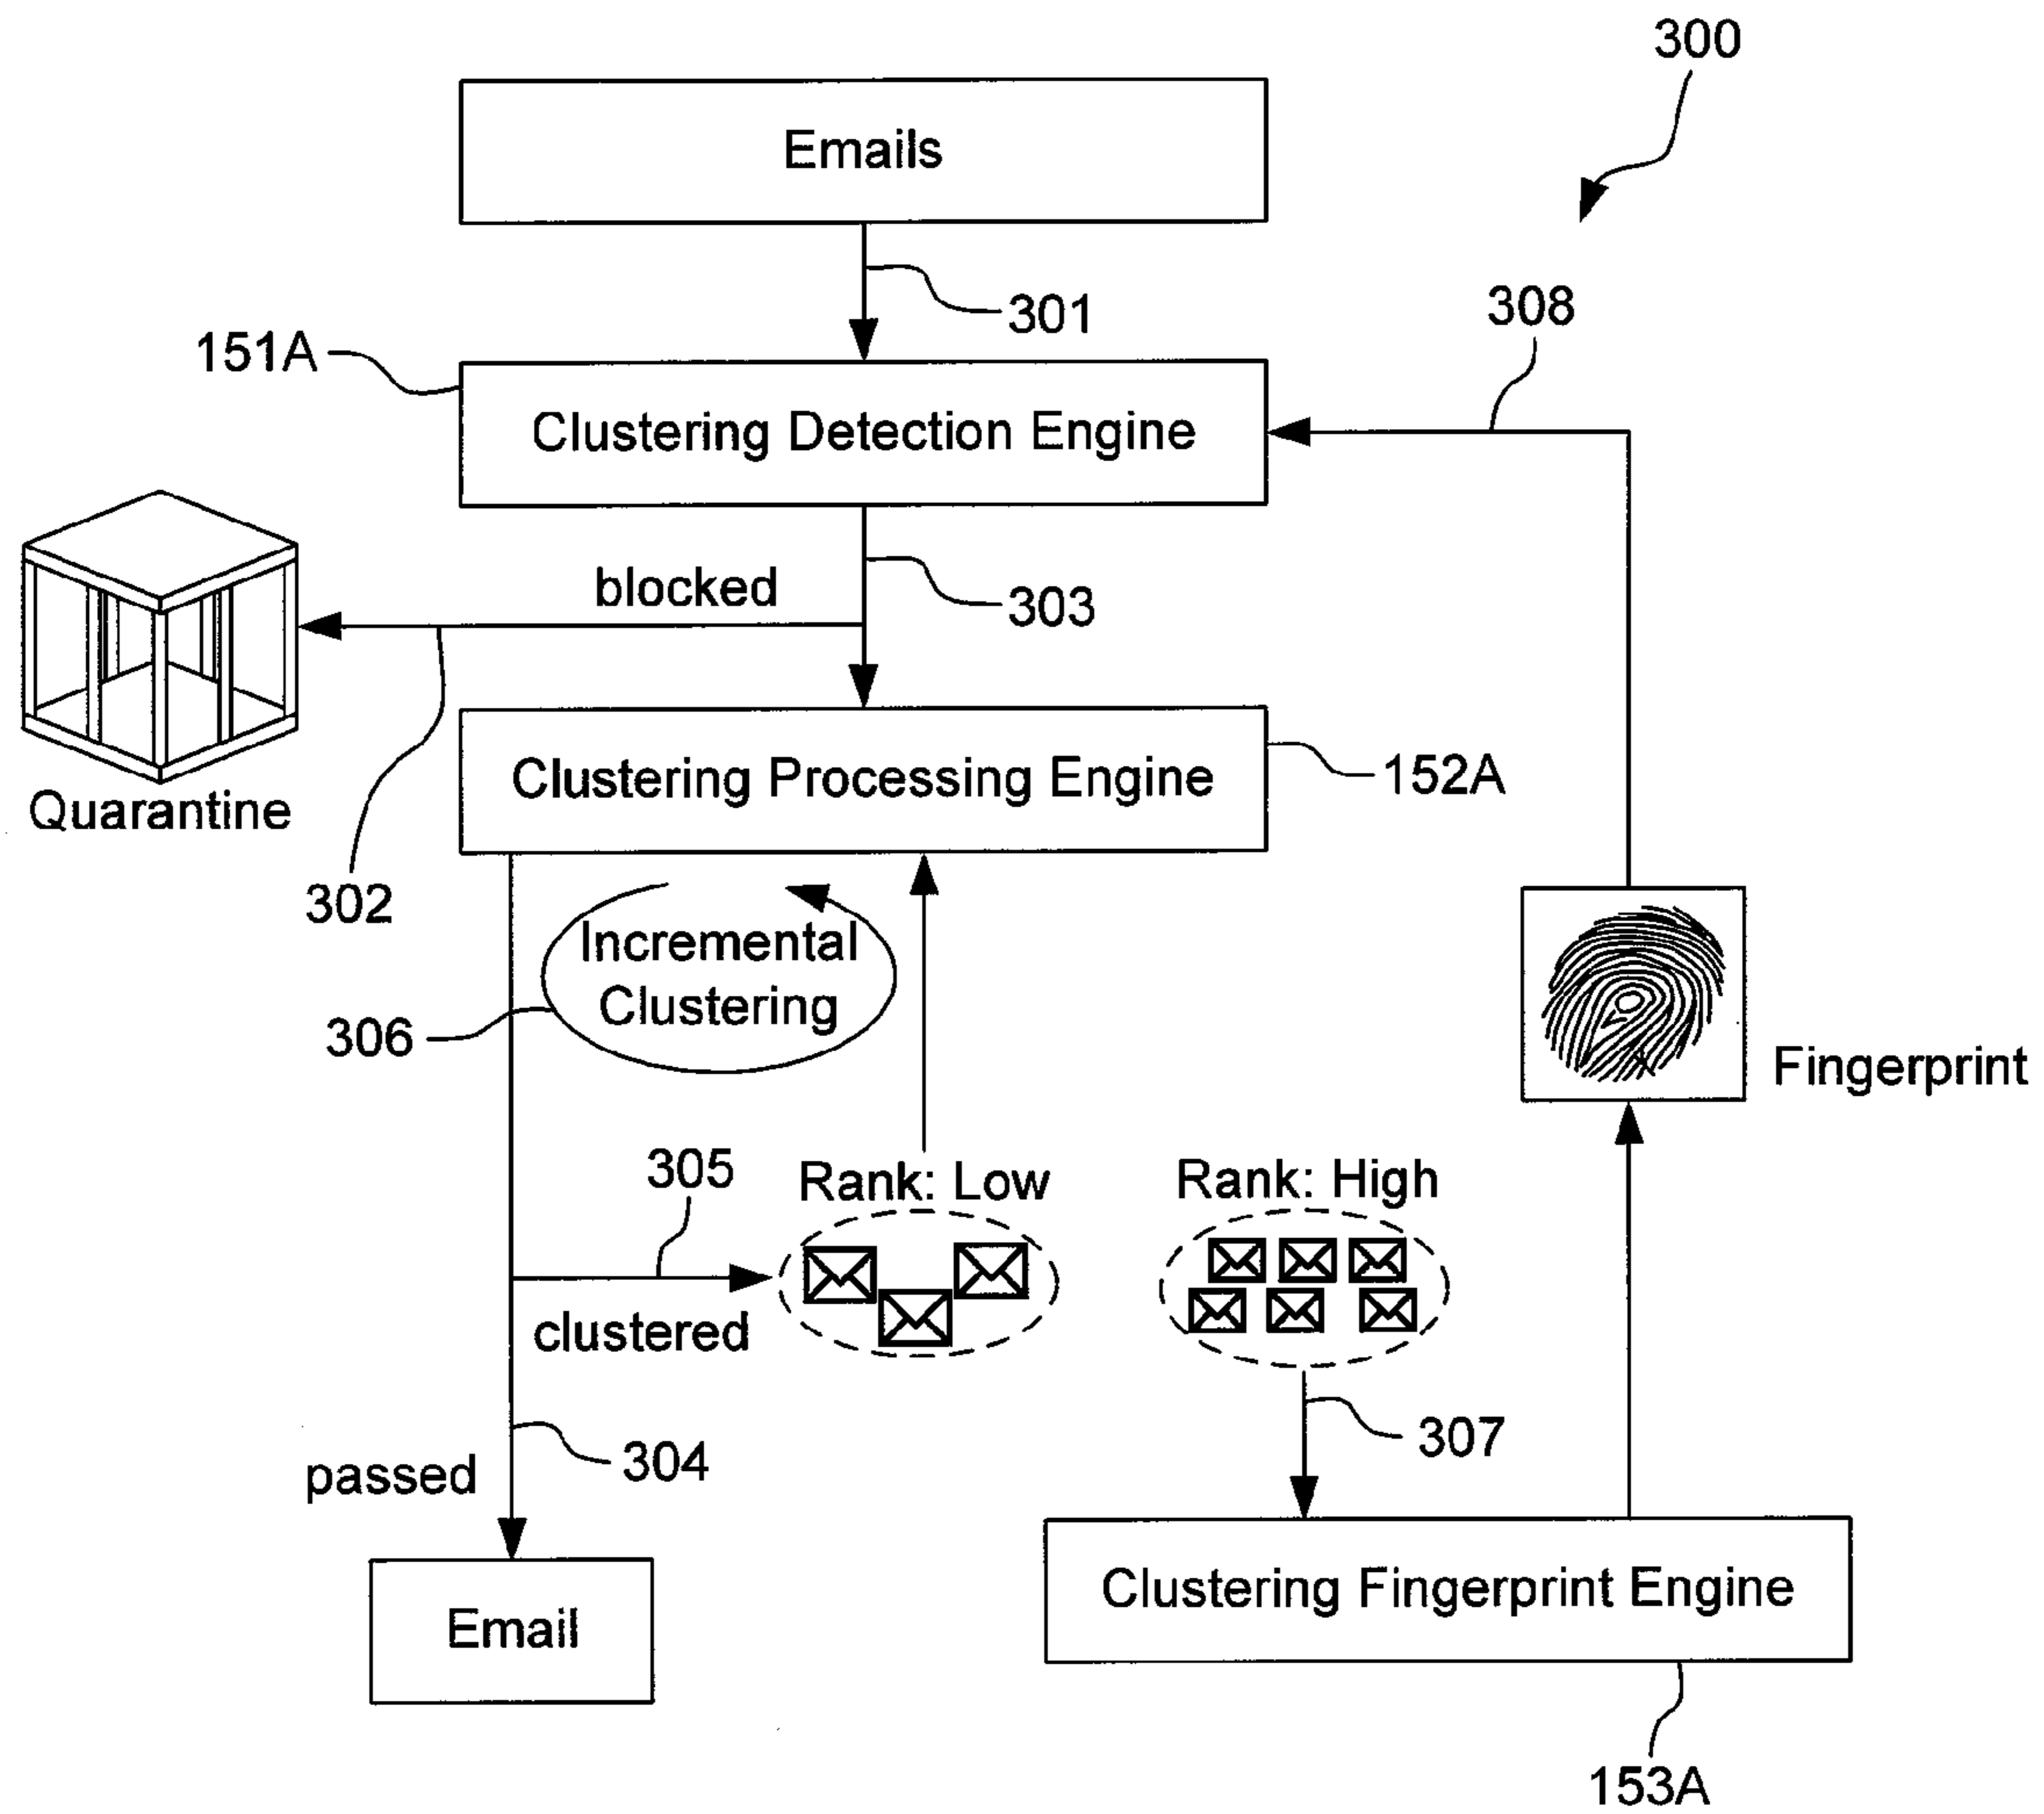 300
Emails
301
308
151A
Clustering Detection Engine
blocked
303
Clustering Processing Engine
152A
Quarantine
302
Incremental
Clustering
306
Fingerprint
305
Rank: Low
Rank: High
clustered
307
304
passed
Clustering Fingerprint Engine
Email
153A